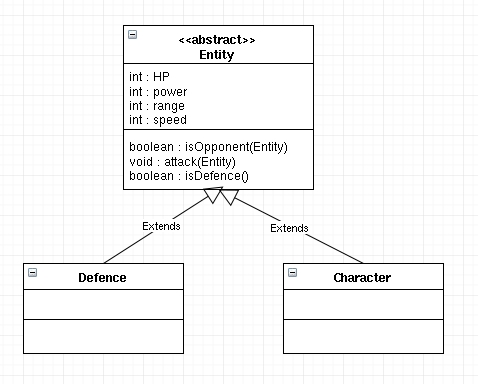 <<abstract>>
Entity
int : HP
int : power
int : range
int : speed
boolean : isOpponent(Entity)
void : attack(Entity)
boolean : isDefence()
Extends
Extends
Defence
Character